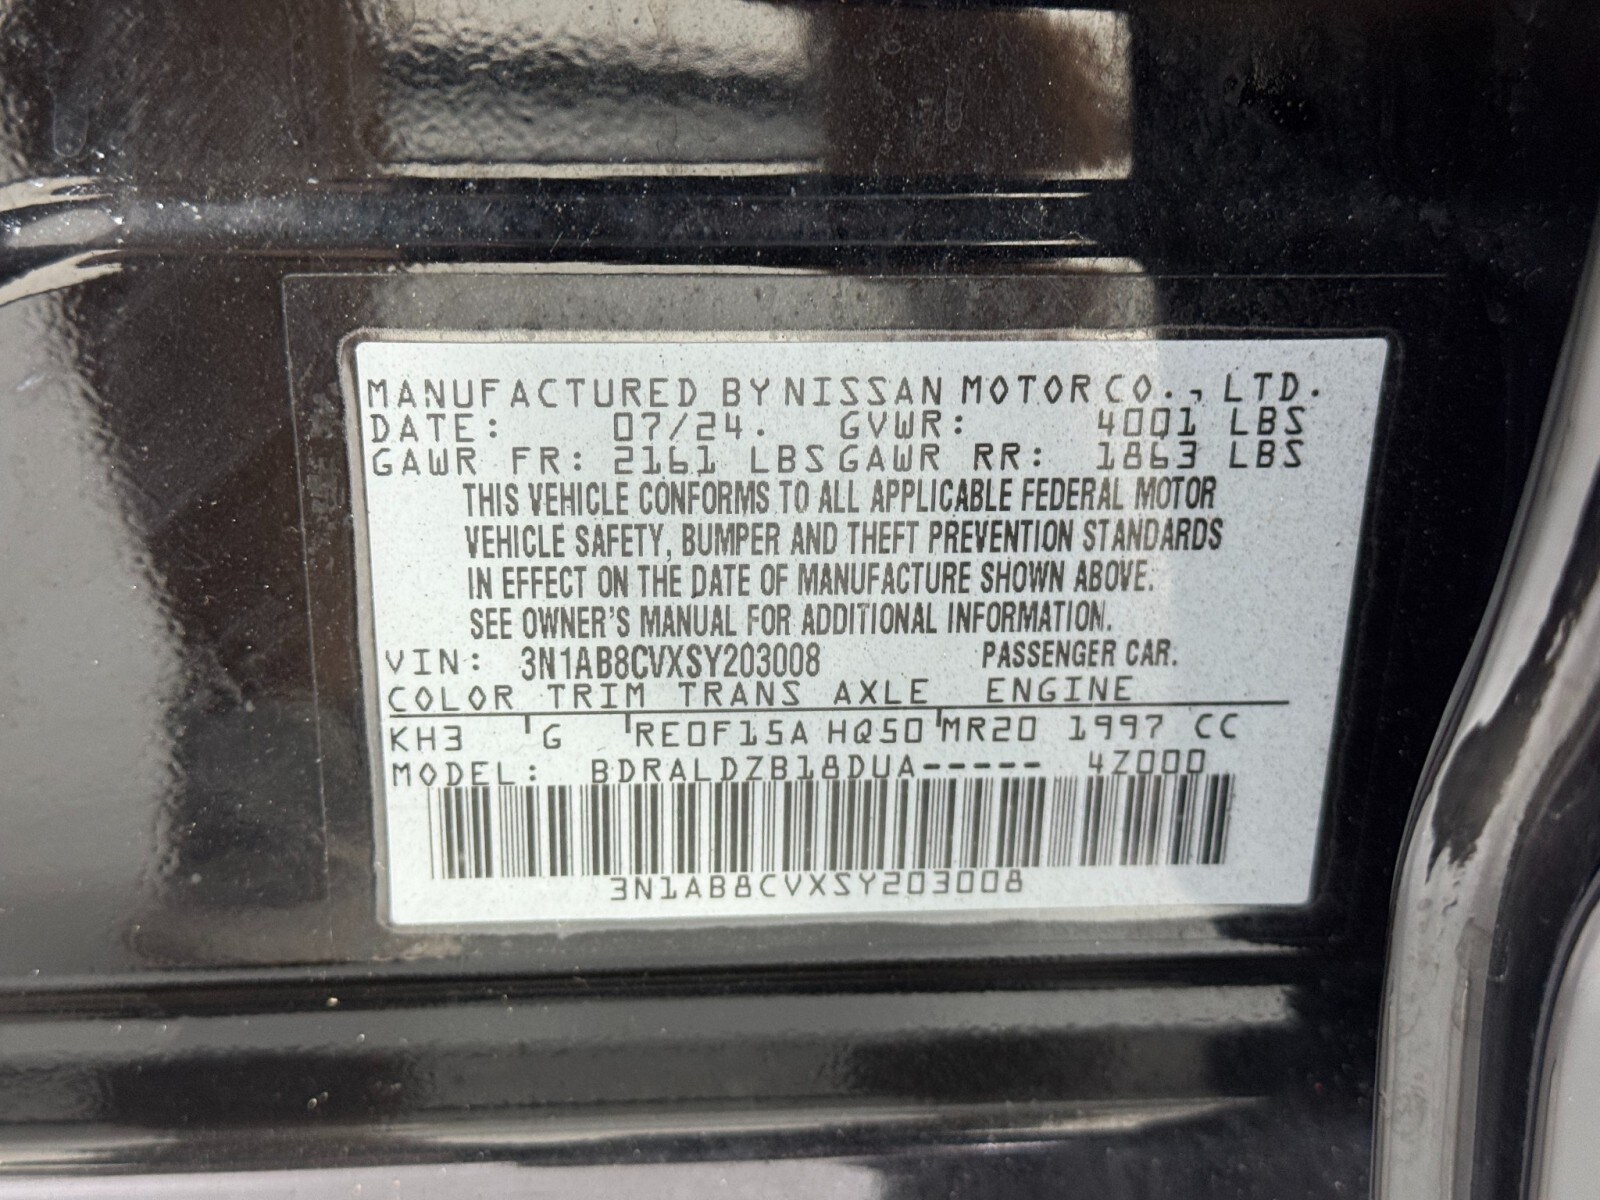 MANUFACTURED BY NISSAN MOTOR CO., LTD.
DATE: 07/24. GVWR: 4001 LBS
GAWR FR: 2161 LBS GAWR RR: 1863 LBS
THIS VEHICLE CONFORMS TO ALL APPLICABLE FEDERAL MOTOR
VEHICLE SAFETY, BUMPER AND THEFT PREVENTION STANDARDS
IN EFFECT ON THE DATE OF MANUFACTURE SHOWN ABOVE.
SEE OWNER'S MANUAL FOR ADDITIONAL INFORMATION.
VIN: 3N1AB8CVXSY203008 PASSENGER CAR.
COLOR TRIM TRANS AXLE ENGINE
KH3 G RE0F15A HQ50 MR20 1997 CC
MODEL: BDRALDZB18DUA----- 4Z000
3N1AB8CVXSY203008